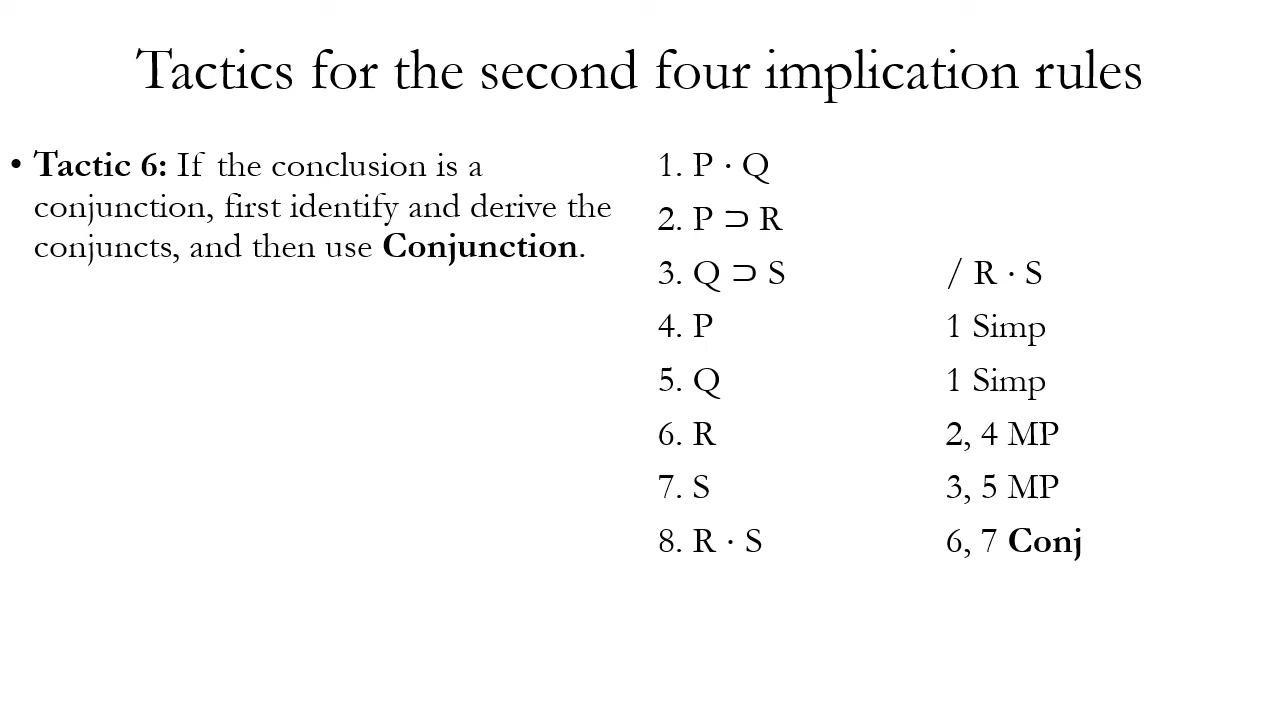 Tactics for the second four implication rules
• Tactic 6: If the conclusion is a
conjunction, first identify and derive the
conjuncts, and then use Conjunction.
1. P · Q
2. P ⊃ R
3. Q ⊃ S / R · S
4. P 1 Simp
5. Q 1 Simp
6. R 2, 4 MP
7. S 3, 5 MP
8. R · S 6, 7 Conj